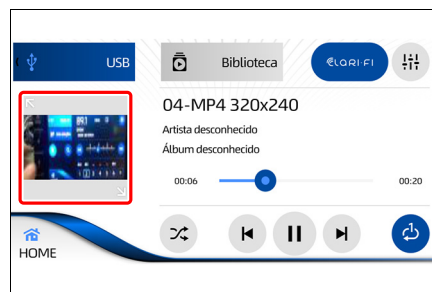 USB
Biblioteca
CLARI-FI
04-MP4 320x240
Artista desconhecido
Álbum desconhecido
00:06
00:20
HOME